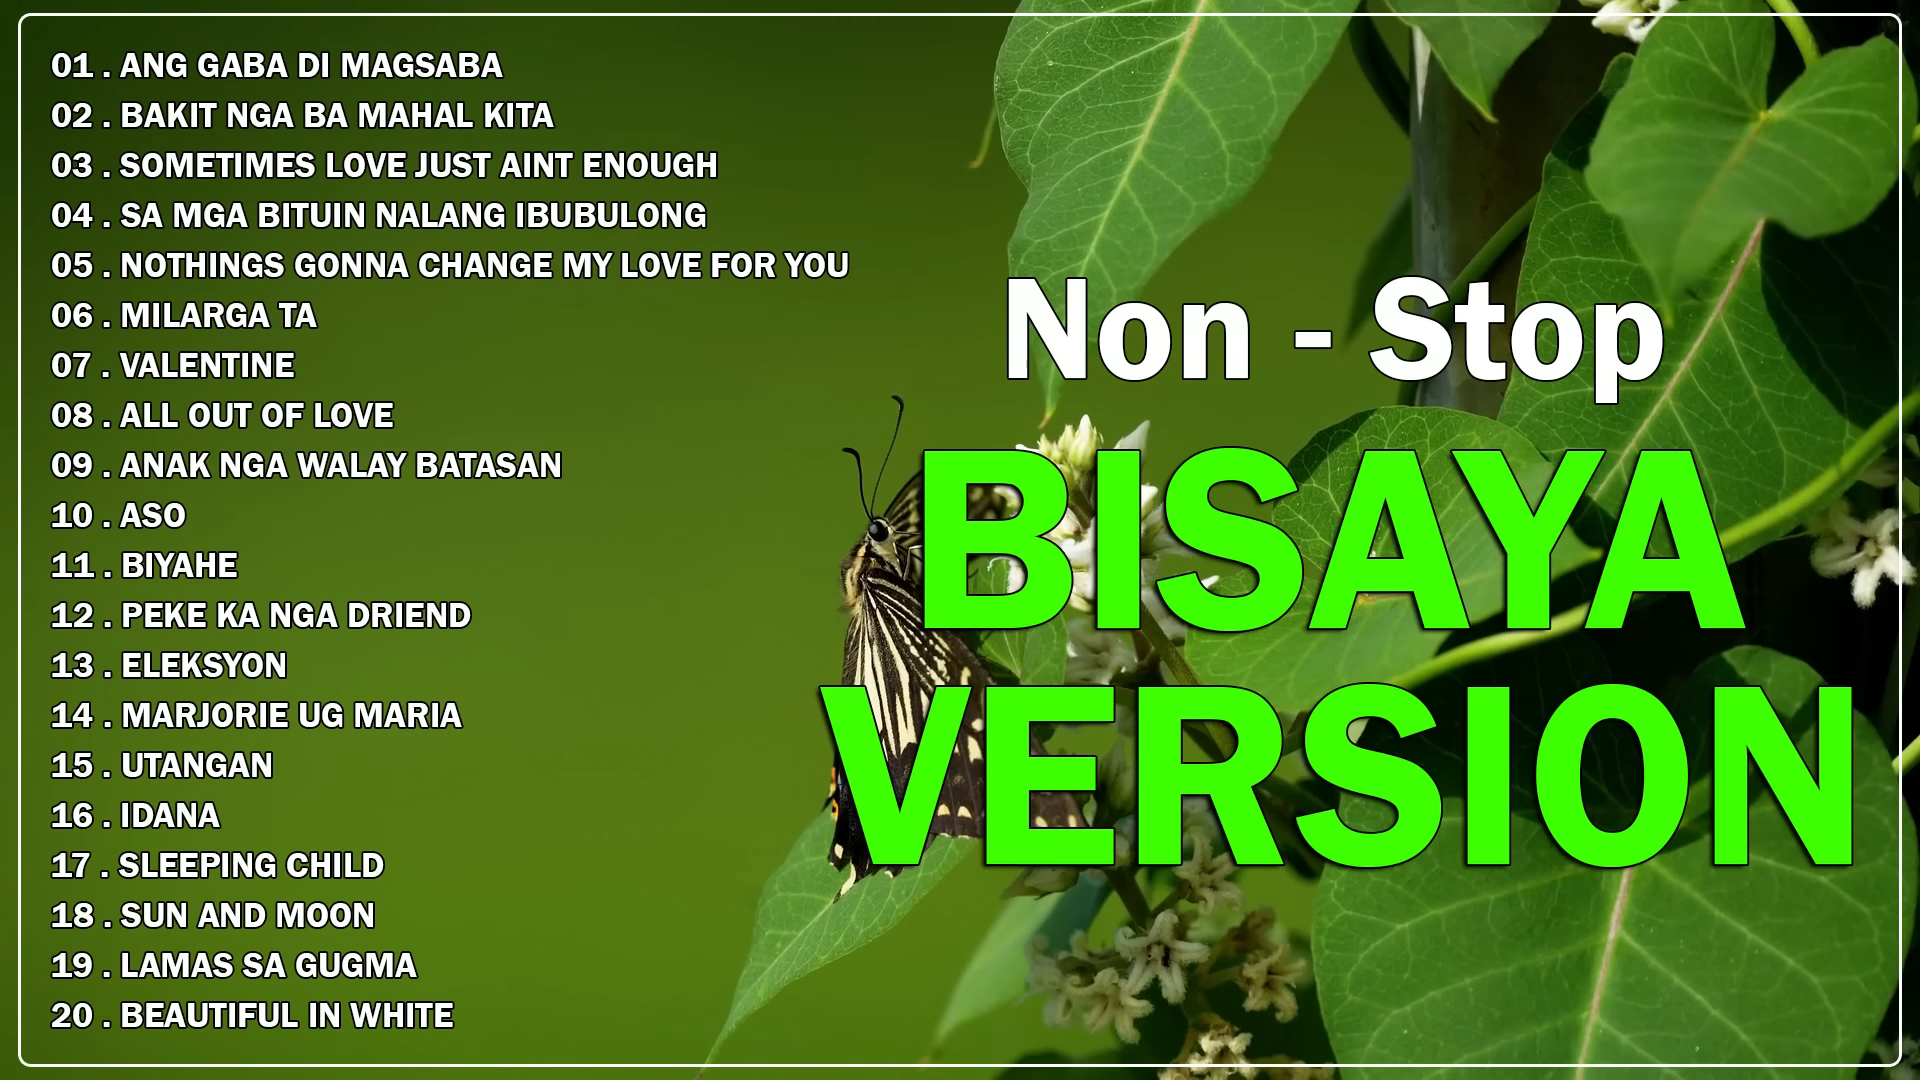 01 . ANG GABA DI MAGSABA
02 . BAKIT NGA BA MAHAL KITA
03 . SOMETIMES LOVE JUST AINT ENOUGH
04 . SA MGA BITUIN NALANG IBUBULONG
05 . NOTHINGS GONNA CHANGE MY LOVE FOR YOU
06 . MILARGA TA
07 . VALENTINE
08 . ALL OUT OF LOVE
09 . ANAK NGA WALAY BATASAN
10 . ASO
11 . BIYAHE
12 . PEKE KA NGA DRIEND
13 . ELEKSYON
14 . MARJORIE UG MARIA
15 . UTANGAN
16 . IDANA
17 . SLEEPING CHILD
18 . SUN AND MOON
19 . LAMAS SA GUGMA
20 . BEAUTIFUL IN WHITE
Non - Stop
BISAYA
VERSION